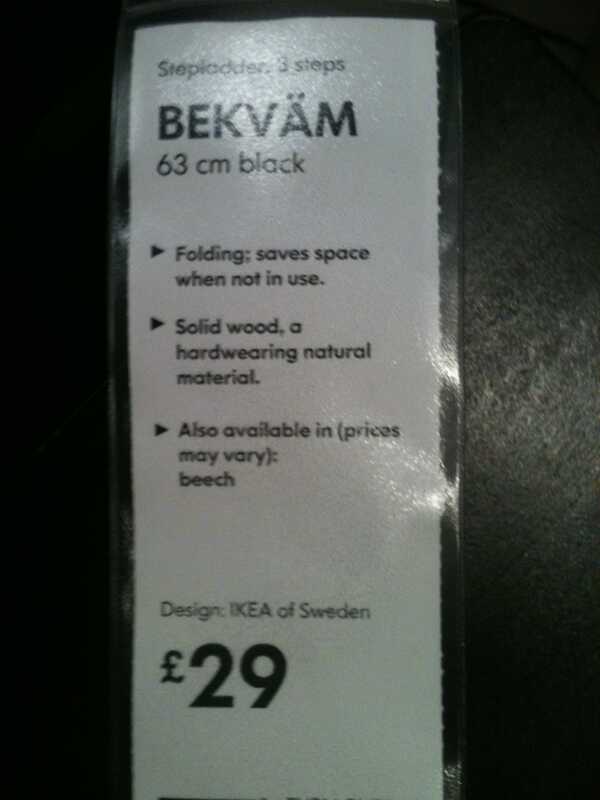 Stepladder, 3 steps
BEKVÄM
63 cm black
► Folding; saves space
when not in use.
► Solid wood, a
hardwearing natural
material.
► Also available in (prices
may vary):
beech
Design: IKEA of Sweden
£29